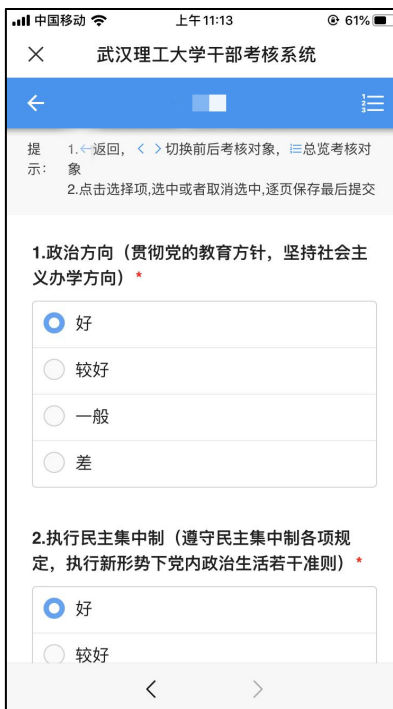 中国移动 上午11:13 61%
武汉理工大学干部考核系统
提 1.←返回，< >切换前后考核对象，≔总览考核对
示： 象
2.点击选择项,选中或者取消选中,逐页保存最后提交
1.政治方向（贯彻党的教育方针，坚持社会主
义办学方向）*
好
较好
一般
差
2.执行民主集中制（遵守民主集中制各项规
定，执行新形势下党内政治生活若干准则）*
好
较好